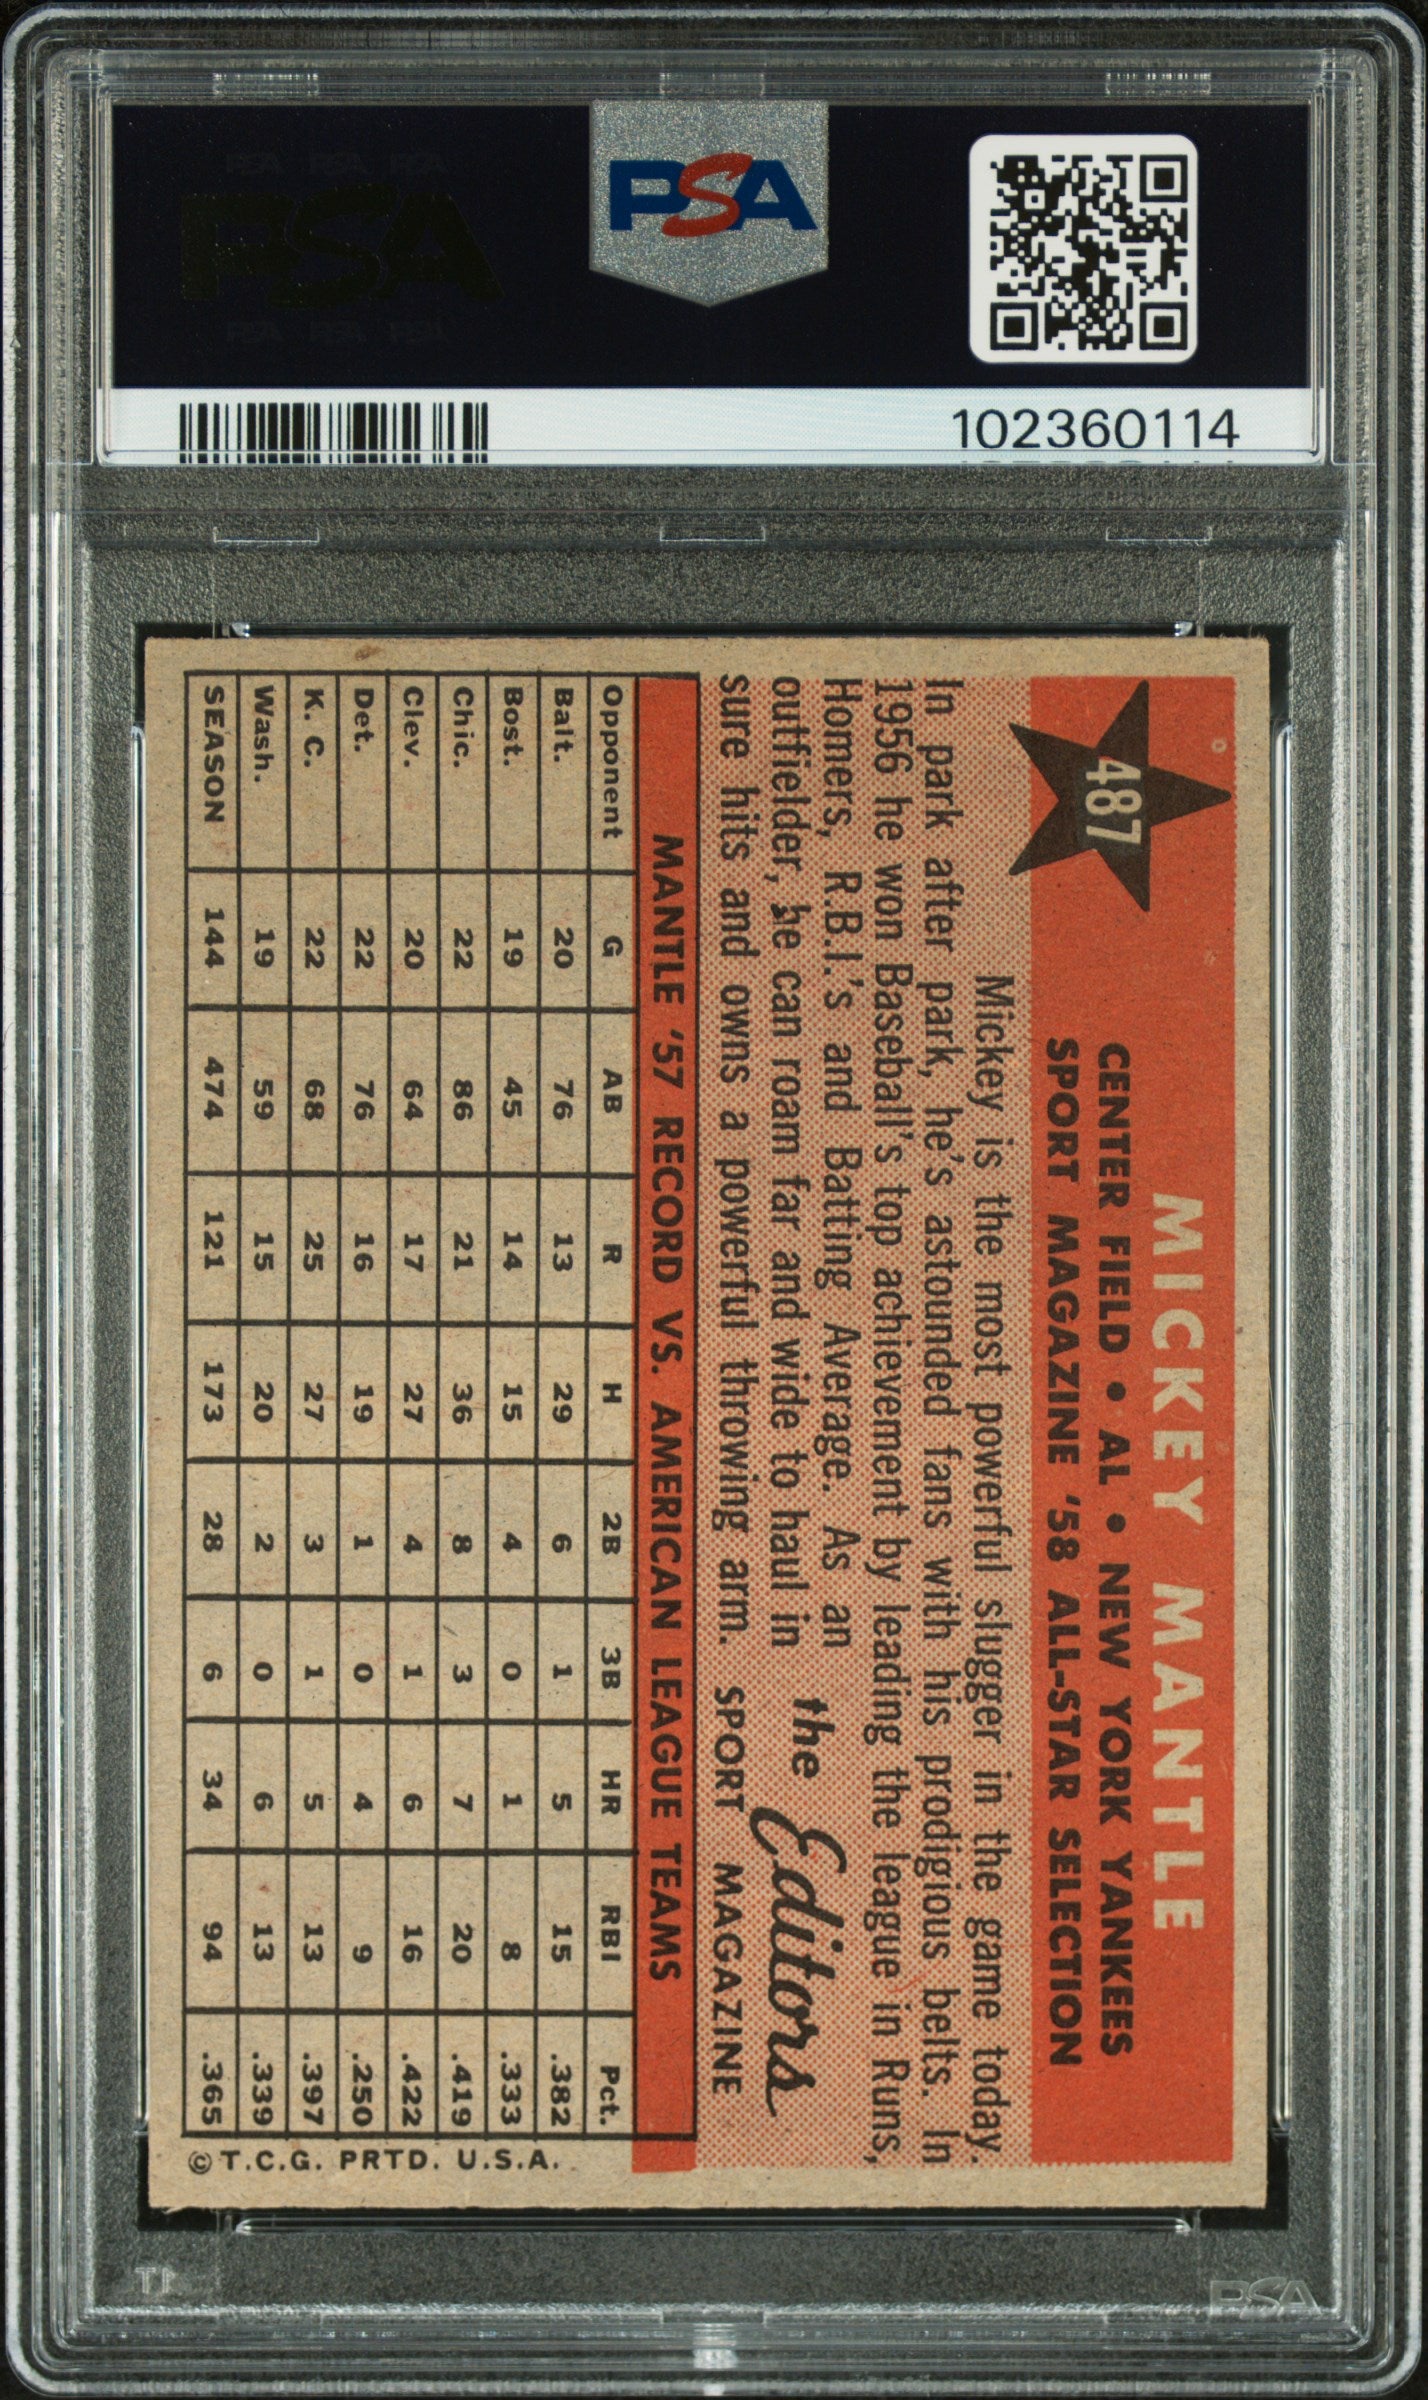 PSA PSA PSA
PSA
PSA PSA PSA
PSA
102360114
487
MICKEY MANTLE
CENTER FIELD • AL • NEW YORK YANKEES
SPORT MAGAZINE '58 ALL-STAR SELECTION
Mickey is the most powerful slugger in the game today.
In park after park, he's astounded fans with his prodigious belts. In
1956 he won Baseball's top achievement by leading the league in Runs,
Homers, R.B.I.'s and Batting Average. As an
outfielder, he can roam far and wide to haul in
sure hits and owns a powerful throwing arm.
the Editors
SPORT MAGAZINE
MANTLE '57 RECORD VS. AMERICAN LEAGUE TEAMS
Opponent G AB R H 2B 3B HR RBI Pct.
Balt. 20 76 13 29 6 1 5 15 .382
Bost. 19 45 14 15 4 0 1 8 .333
Chic. 22 86 21 36 8 3 7 20 .419
Clev. 20 64 17 27 4 1 6 16 .422
Det. 22 76 16 19 1 0 4 9 .250
K. C. 22 68 25 27 3 1 5 13 .397
Wash. 19 59 15 20 2 0 6 13 .339
SEASON 144 474 121 173 28 6 34 94 .365
© T.C.G. PRTD. U.S.A.
PSA